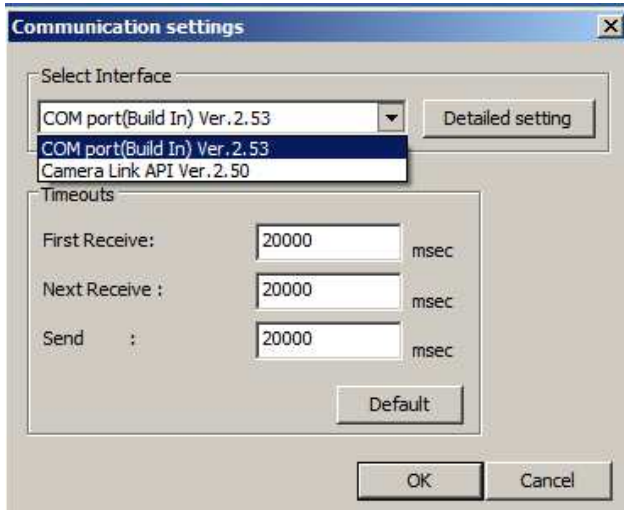 Communication settings
Select Interface
COM port(Build In) Ver.2.53
Detailed setting
COM port(Build In) Ver.2.53
Camera Link API Ver.2.50
Timeouts
First Receive: 20000 msec
Next Receive : 20000 msec
Send : 20000 msec
Default
OK Cancel